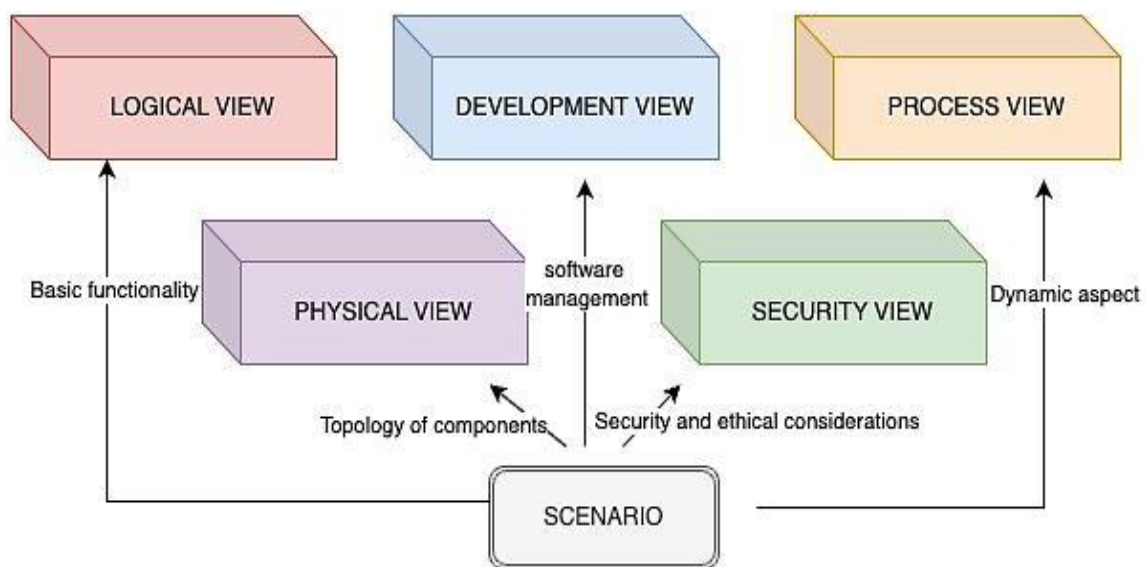 LOGICAL VIEW
DEVELOPMENT VIEW
PROCESS VIEW
Basic functionality
PHYSICAL VIEW
software
management
SECURITY VIEW
Dynamic aspect
Topology of components
Security and ethical considerations
SCENARIO